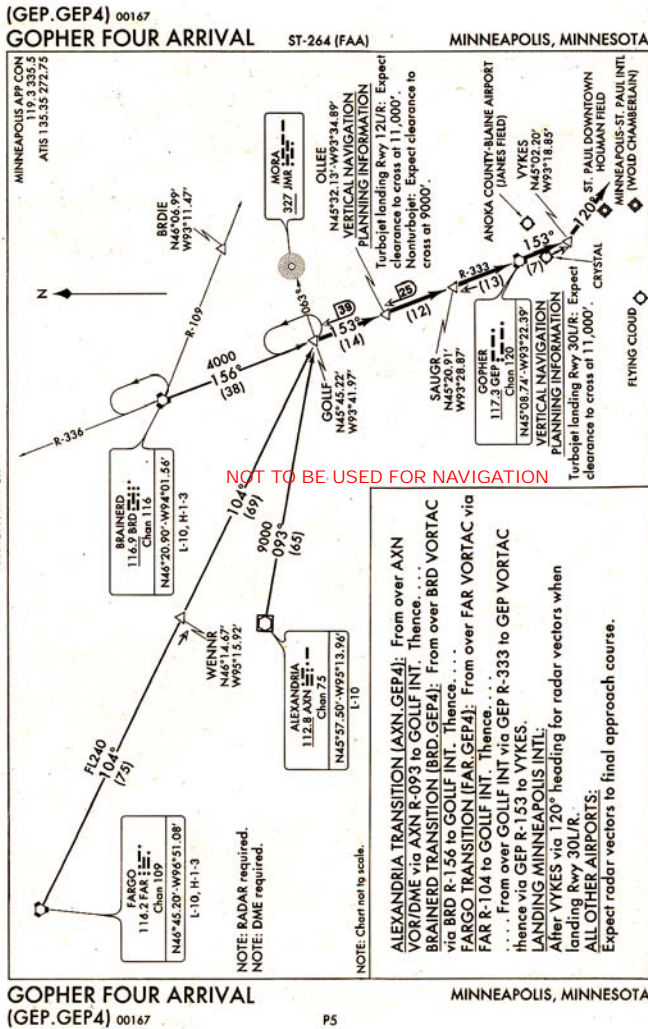 (GEP.GEP4) 00167
GOPHER FOUR ARRIVAL
ST-264 (FAA)
MINNEAPOLIS, MINNESOTA
MINNEAPOLIS APP CON
119.3 335.5
ATIS 135.35 272.75
BRDIE
N46°06.99'
W93°11.47'
N
R-109
R-336
4000
156°
(38)
MORA
327 JMR
063°
OLLEE
N45°32.13'-W93°34.89'
VERTICAL NAVIGATION
PLANNING INFORMATION
Turbojet landing Rwy 12L/R: Expect
clearance to cross at 11,000'.
Nonturbojet: Expect clearance to
cross at 9000'.
ANOKA COUNTY-BLAINE AIRPORT
(JANES FIELD)
VYKES
N45°02.20'
W93°18.85'
ST. PAUL DOWNTOWN
HOLMAN FIELD
MINNEAPOLIS-ST. PAUL INTL
(WOLD CHAMBERLAIN)
120°
153°
(7)
CRYSTAL
R-333
(13)
25
(12)
38
153°
(14)
GOLLF
N45°45.22'
W93°41.97'
SAUGR
N45°20.91'
W93°28.87'
GOPHER
117.3 GEP
Chan 120
N45°08.74'-W93°22.39'
VERTICAL NAVIGATION
PLANNING INFORMATION
Turbojet landing Rwy 30L/R: Expect
clearance to cross at 11,000'.
FLYING CLOUD
BRAINERD
116.9 BRD
Chan 116
N46°20.90'-W94°01.56'
L-10, H-1-3
NOT TO BE USED FOR NAVIGATION
104°
(69)
9000
093°
(65)
WENNR
N46°14.67'
W95°15.92'
ALEXANDRIA
112.8 AXN
Chan 75
N45°57.50'-W95°13.96'
L-10
FL240
104°
(75)
FARGO
116.2 FAR
Chan 109
N46°45.20'-W96°51.08'
L-10, H-1-3
NOTE: RADAR required.
NOTE: DME required.
NOTE: Chart not to scale.
ALEXANDRIA TRANSITION (AXN.GEP4): From over AXN
VOR/DME via AXN R-093 to GOLLF INT. Thence. . . .
BRAINERD TRANSITION (BRD.GEP4): From over BRD VORTAC
via BRD R-156 to GOLLF INT. Thence. . . .
FARGO TRANSITION (FAR.GEP4): From over FAR VORTAC via
FAR R-104 to GOLLF INT. Thence. . . .
. . . . From over GOLLF INT via GEP R-333 to GEP VORTAC
thence via GEP R-153 to VYKES.
LANDING MINNEAPOLIS INTL:
After VYKES via 120° heading for radar vectors when
landing Rwy 30L/R.
ALL OTHER AIRPORTS:
Expect radar vectors to final approach course.
GOPHER FOUR ARRIVAL
(GEP.GEP4) 00167
P5
MINNEAPOLIS, MINNESOTA